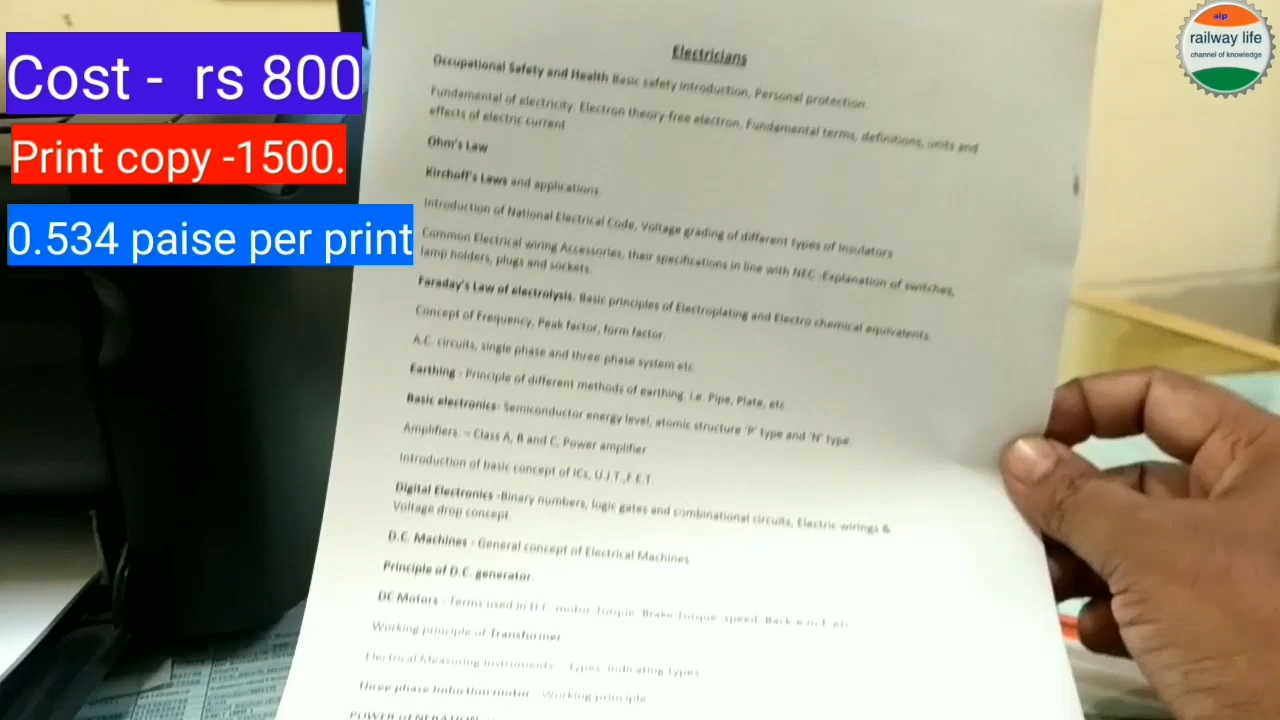 Cost - rs 800
Print copy -1500.
0.534 paise per print
alp
railway life
channel of knowledge
Electricians
Occupational Safety and Health Basic safety introduction, Personal protection.
Fundamental of electricity. Electron theory-free electron, Fundamental terms, definitions, units and
effects of electric current
Ohm's Law
Kirchoff's Laws and applications.
Introduction of National Electrical Code, Voltage grading of different types of Insulators
Common Electrical wiring Accessories, their specifications in line with NEC -Explanation of switches,
lamp holders, plugs and sockets.
Faraday's Law of electrolysis. Basic principles of Electroplating and Electro chemical equivalents.
Concept of Frequency, Peak factor, form factor.
A.C. circuits, single phase and three phase system etc.
Earthing - Principle of different methods of earthing. i.e. Pipe, Plate, etc
Basic electronics- Semiconductor energy level, atomic structure 'P' type and 'N' type.
Amplifiers. – Class A, B and C, Power amplifier
Introduction of basic concept of ICs, U.J.T.,F.E.T.
Digital Electronics -Binary numbers, logic gates and combinational circuits, Electric wirings &
Voltage drop concept.
D.C. Machines - General concept of Electrical Machines
Principle of D.C. generator.
DC Motors - Terms used in D.C. motor Torque, Brake Torque, speed, Back e.m.f. etc
Working principle of Transformer
Electrical Measuring Instruments - Types, indicating types
Three phase Induction motor - Working principle
POWER GENERATION